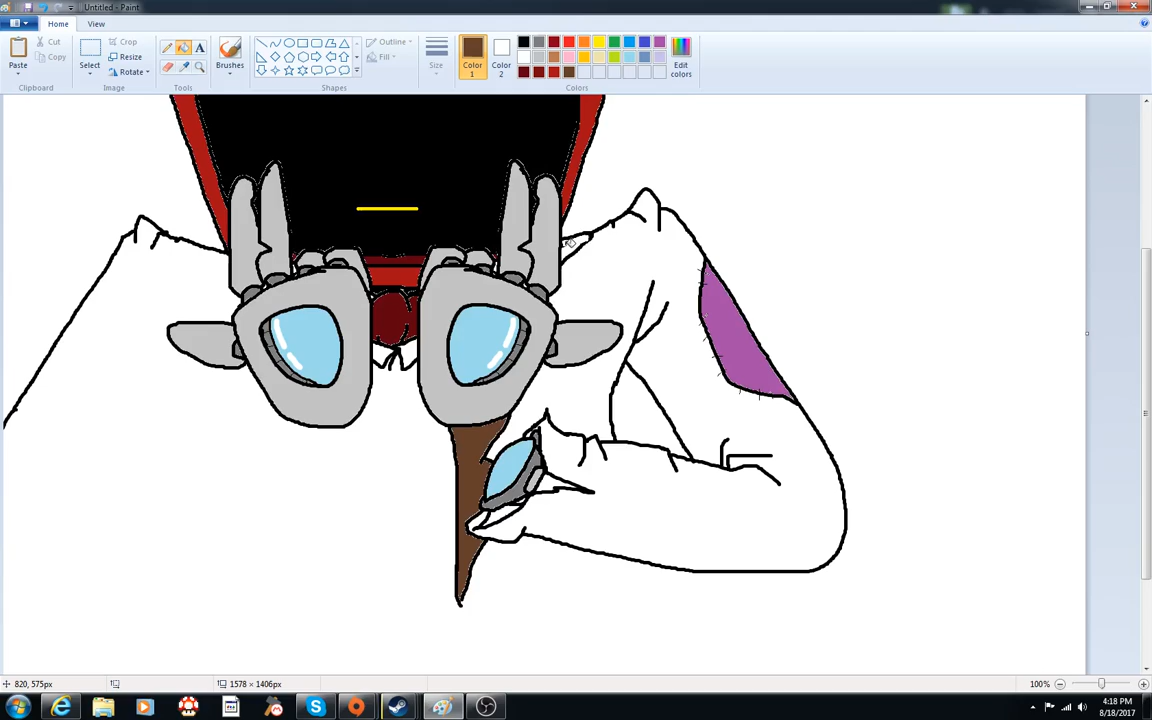 Untitled - Paint
Home View
Cut Crop Outline
Copy Resize Fill
Paste Select Rotate Brushes Size Color 1 Color 2 Edit colors
A
Clipboard Image Tools Shapes Colors
820, 575px 1578 × 1406px 100%
4:18 PM
8/18/2017